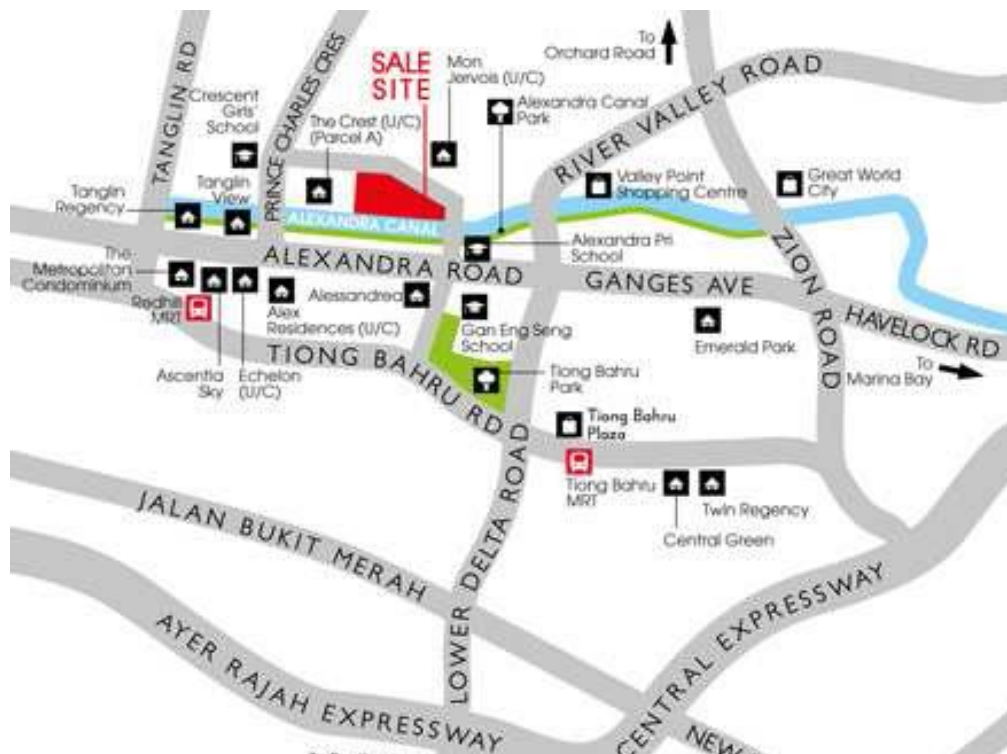 To
Orchard Road
TANGLIN RD
PRINCE CHARLES CRES
SALE
SITE
Mon
Jervois (U/C)
RIVER VALLEY ROAD
Crescent
Girls'
School
The Crest (U/C)
(Parcel A)
Alexandra Canal
Park
Tanglin
Regency
Tanglin
View
Valley Point
Shopping Centre
Great World
City
ALEXANDRA CANAL
Alexandra Pri
School
ZION ROAD
The
Metropolitan
Condominium
ALEXANDRA ROAD
GANGES AVE
HAVELOCK RD
Redhill
MRT
Alex
Residences (U/C)
Alessandrea
Gan Eng Seng
School
Emerald Park
To
Marina Bay
Ascentia
Sky
Echelon
(U/C)
TIONG BAHRU RD
Tiong Bahru
Park
Tiong Bahru
Plaza
Tiong Bahru
MRT
Twin Regency
Central Green
JALAN BUKIT MERAH
LOWER DELTA ROAD
AYER RAJAH EXPRESSWAY
CENTRAL EXPRESSWAY
NEW